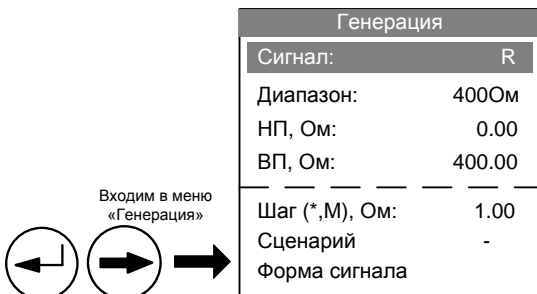 Генерация
Сигнал: R
Диапазон: 400Ом
НП, Ом: 0.00
ВП, Ом: 400.00
Шаг (*,М), Ом: 1.00
Сценарий -
Форма сигнала
Входим в меню
«Генерация»